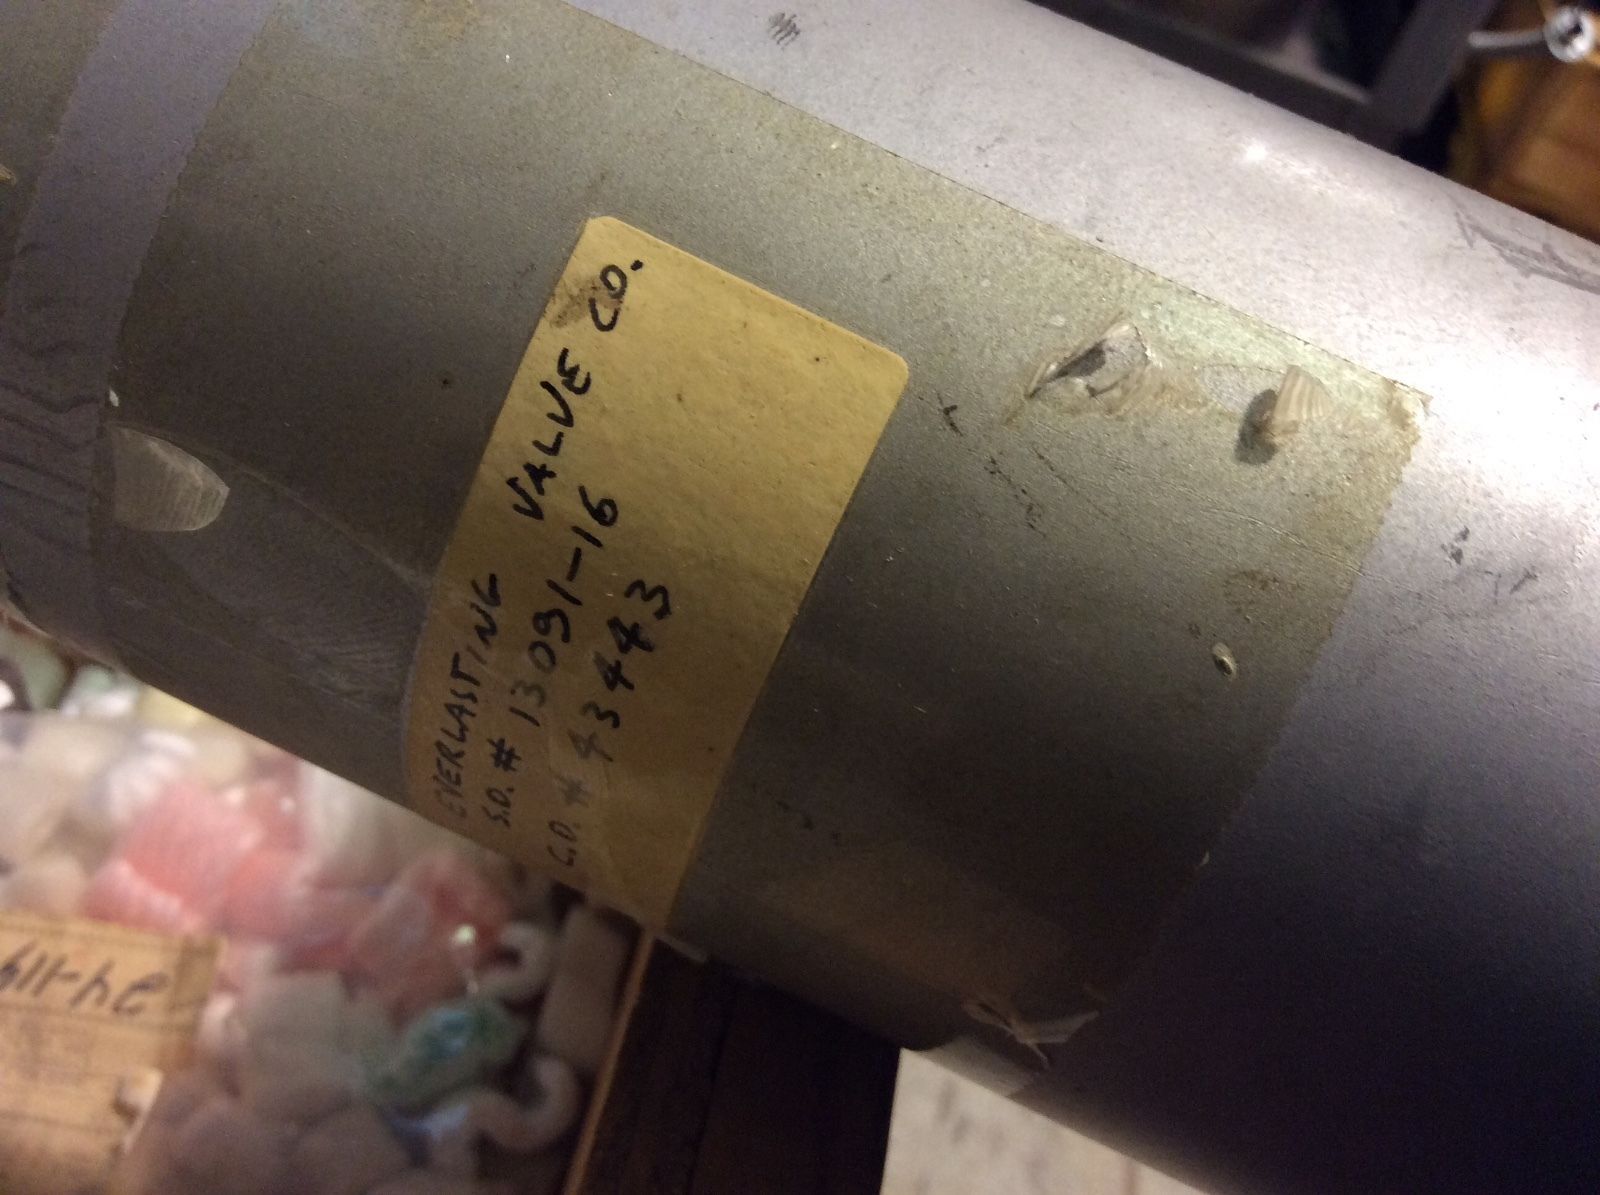 EVERLASTING VALVE CO.
S.O. # 13091-16
C.O. # 43443